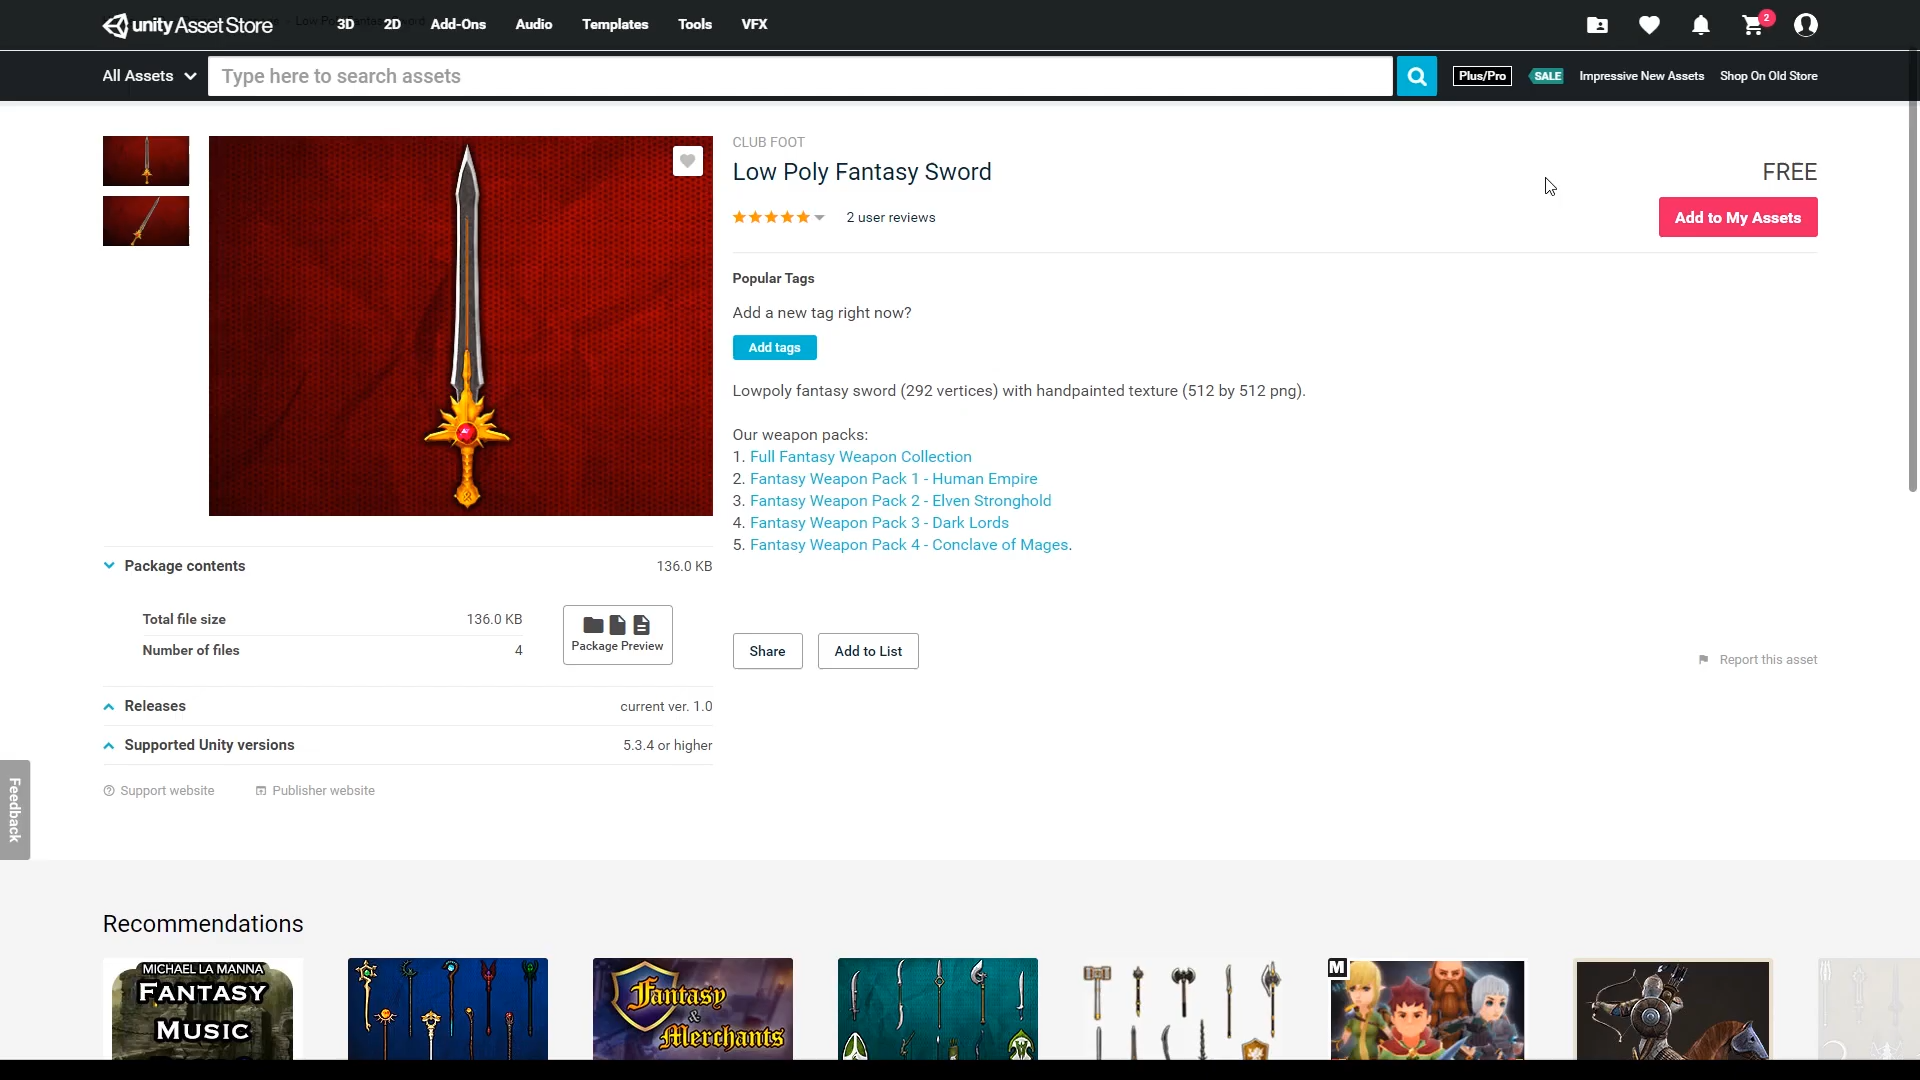 unity Asset Store
3D
2D
Add-Ons
Audio
Templates
Tools
VFX
2
All Assets
Type here to search assets
Plus/Pro
SALE
Impressive New Assets
Shop On Old Store
CLUB FOOT
Low Poly Fantasy Sword
FREE
2 user reviews
Add to My Assets
Popular Tags
Add a new tag right now?
Add tags
Lowpoly fantasy sword (292 vertices) with handpainted texture (512 by 512 png).
Our weapon packs:
1. Full Fantasy Weapon Collection
2. Fantasy Weapon Pack 1 - Human Empire
3. Fantasy Weapon Pack 2 - Elven Stronghold
4. Fantasy Weapon Pack 3 - Dark Lords
5. Fantasy Weapon Pack 4 - Conclave of Mages.
Package contents
136.0 KB
Total file size
136.0 KB
Number of files
4
Package Preview
Share
Add to List
Report this asset
Releases
current ver. 1.0
Supported Unity versions
5.3.4 or higher
Support website
Publisher website
Feedback
Recommendations
MICHAEL LA MANNA
FANTASY
MUSIC
Fantasy
&
Merchants
M